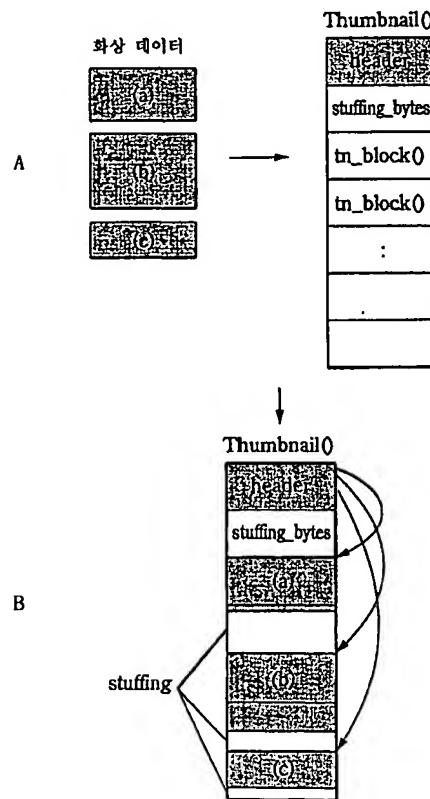 화상 데이터
(a)
(b)
(c)
A
Thumbnail()
header
stuffing_bytes
tn_block()
tn_block()
:
.
Thumbnail()
header
stuffing_bytes
(a)
B
stuffing
(b)
(c)